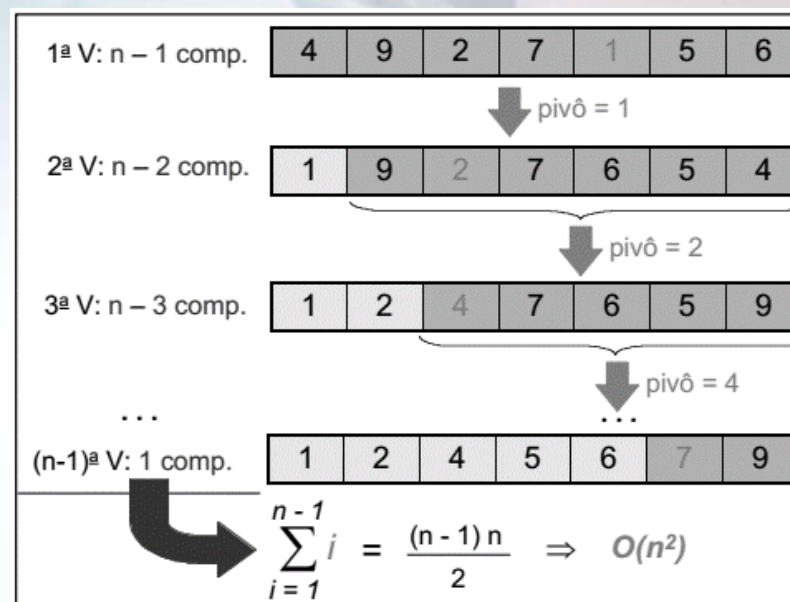 1ª V: n – 1 comp. 4 9 2 7 1 5 6
pivô = 1
2ª V: n – 2 comp. 1 9 2 7 6 5 4
pivô = 2
3ª V: n – 3 comp. 1 2 4 7 6 5 9
pivô = 4
... ...
(n-1)ª V: 1 comp. 1 2 4 5 6 7 9
n - 1
∑ i = (n - 1) n / 2 ⇒ O(n²)
i = 1